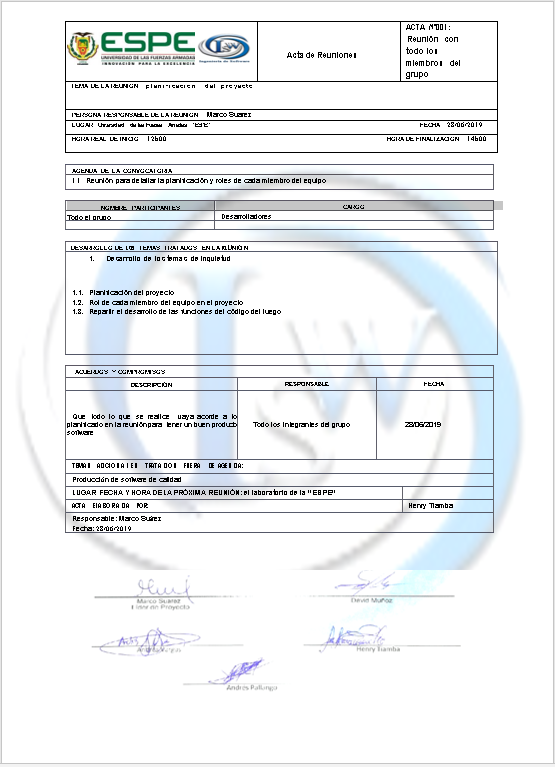 ESPE
UNIVERSIDAD DE LAS FUERZAS ARMADAS
INNOVACIÓN PARA LA EXCELENCIA
Ingeniería de Software
Acta de Reuniones
ACTA Nº001:
Reunión con
todo los
miembros del
grupo
TEMA DE LA REUNIÓN planificación del proyecto
PERSONA RESPONSABLE DE LA REUNION Marco Suárez
LUGAR Universidad de las Fuerzas Armadas "ESPE"
FECHA 28/06/2019
HORA REAL DE INICIO 12h00
HORA DE FINALIZACIÓN 14h00
AGENDA DE LA CONVOCATORIA
1.1 Reunión para detallar la planificación y roles de cada miembro del equipo
NOMBRE PARTICIPANTES CARGO
Todo el grupo Desarrolladores
DESARROLLO DE LOS TEMAS TRATADOS EN LA REUNIÓN
1. Desarrollo de los temas de inquietud
1.1. Planificación del proyecto
1.2. Rol de cada miembro del equipo en el proyecto
1.3. Repartir el desarrollo de las funciones del código del juego
ACUERDOS Y COMPROMISOS
DESCRIPCIÓN RESPONSABLE FECHA
Que todo lo que se realice vaya acorde a lo
planificado en la reunión para tener un buen producto
software
Todo los integrantes del grupo
28/06/2019
TEMAS ADICIONALES TRATADOS FUERA DE AGENDA:
Producción de software de calidad
LUGAR FECHA Y HORA DE LA PRÓXIMA REUNIÓN: el laboratorio de la "ESPE"
ACTA ELABORADA POR: Henry Tiamba
Responsable: Marco Suárez
Fecha: 28/06/2019
Marco Suárez
Líder de Proyecto
David Muñoz
Henry Tiamba
Andrés Pallango